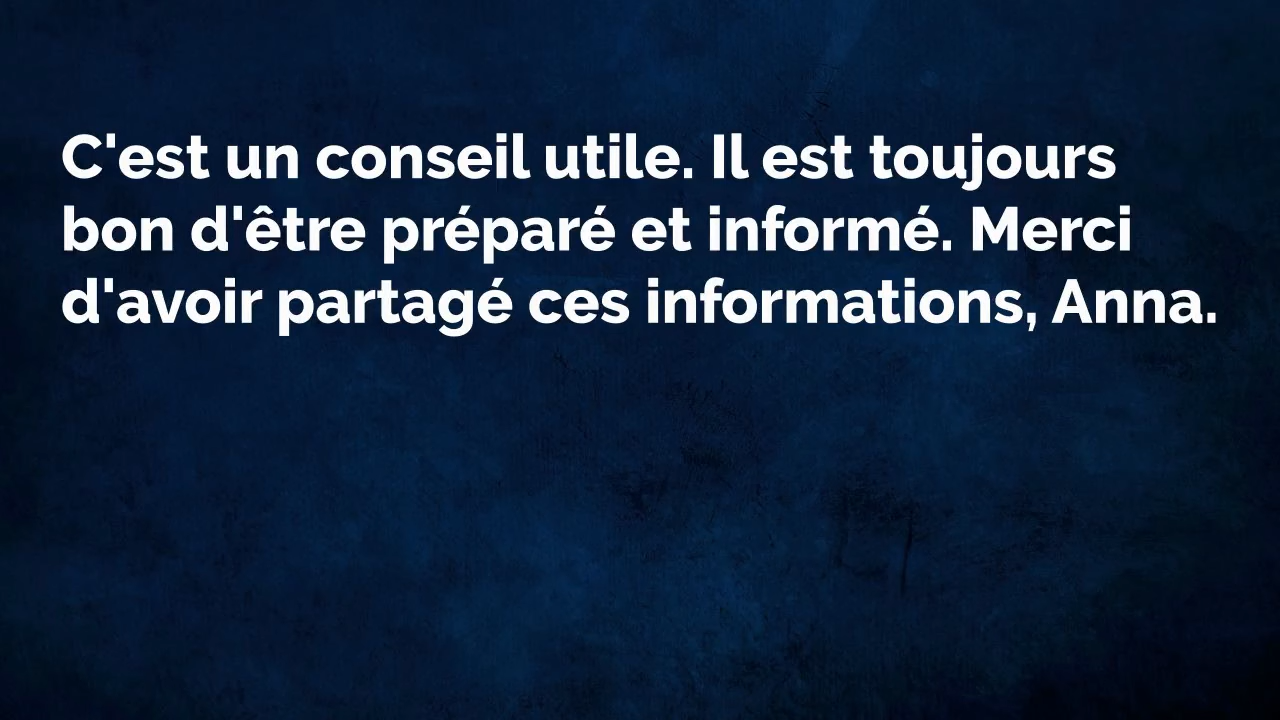 C'est un conseil utile. Il est toujours
bon d'être préparé et informé. Merci
d'avoir partagé ces informations, Anna.